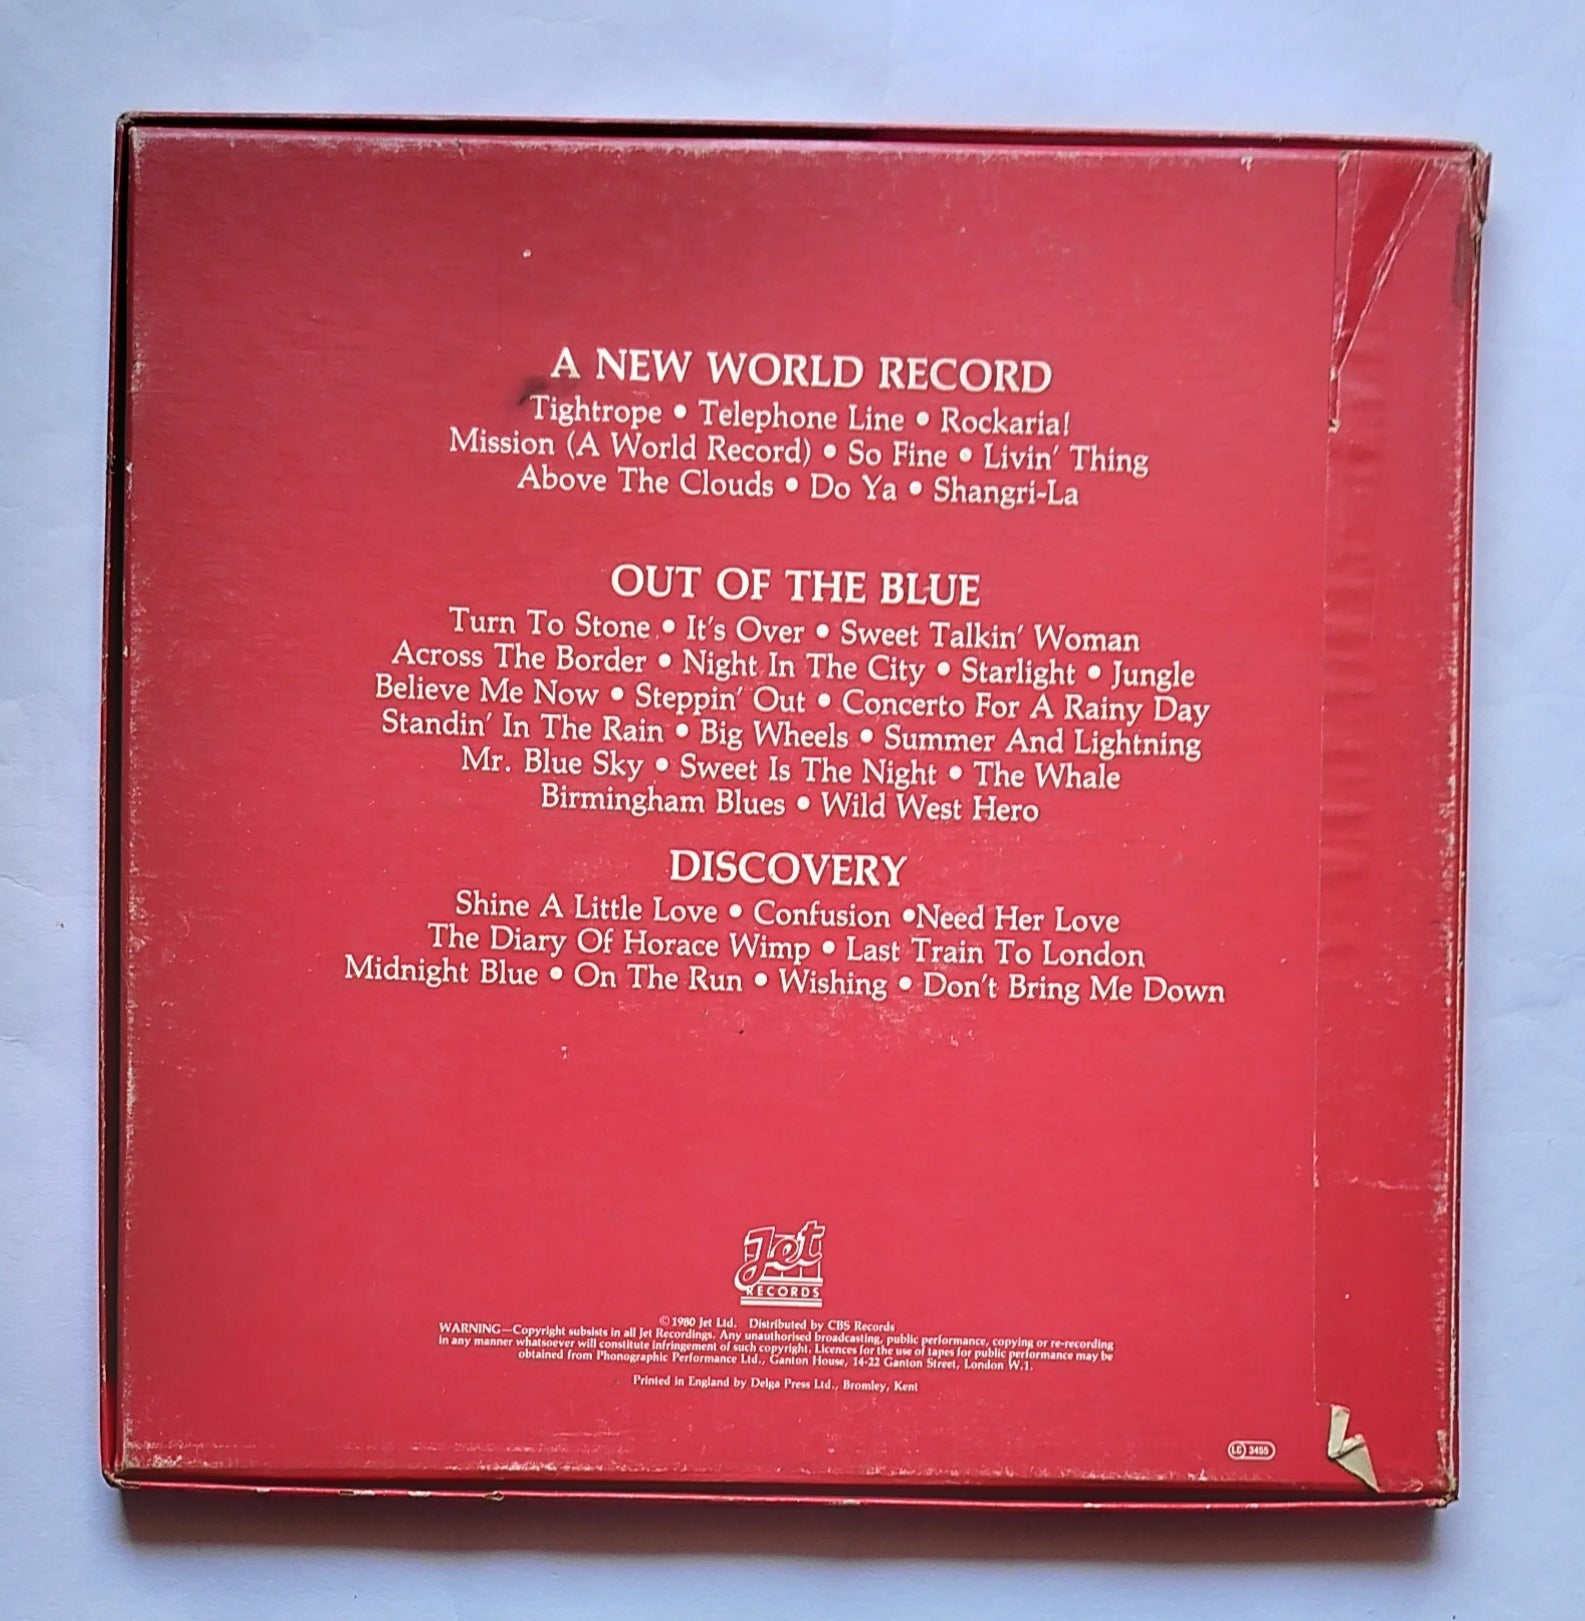 A NEW WORLD RECORD
Tightrope • Telephone Line • Rockaria!
Mission (A World Record) • So Fine • Livin' Thing
Above The Clouds • Do Ya • Shangri-La
OUT OF THE BLUE
Turn To Stone • It's Over • Sweet Talkin' Woman
Across The Border • Night In The City • Starlight • Jungle
Believe Me Now • Steppin' Out • Concerto For A Rainy Day
Standin' In The Rain • Big Wheels • Summer And Lightning
Mr. Blue Sky • Sweet Is The Night • The Whale
Birmingham Blues • Wild West Hero
DISCOVERY
Shine A Little Love • Confusion •Need Her Love
The Diary Of Horace Wimp • Last Train To London
Midnight Blue • On The Run • Wishing • Don't Bring Me Down
Jet
RECORDS
© 1980 Jet Ltd. Distributed by CBS Records
WARNING—Copyright subsists in all Jet Recordings. Any unauthorised broadcasting, public performance, copying or re-recording
in any manner whatsoever will constitute infringement of such copyright. Licences for the use of tapes for public performance may be
obtained from Phonographic Performance Ltd., Ganton House, 14-22 Ganton Street, London W.1.
Printed in England by Delga Press Ltd., Bromley, Kent
LC 3455